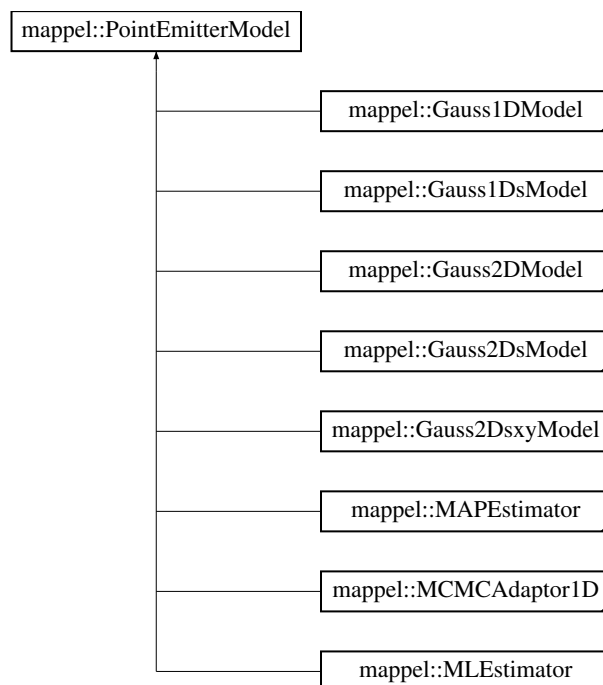 mappel::PointEmitterModel
mappel::Gauss1DModel
mappel::Gauss1DsModel
mappel::Gauss2DModel
mappel::Gauss2DsModel
mappel::Gauss2DsxyModel
mappel::MAPEstimator
mappel::MCMCAdaptor1D
mappel::MLEstimator